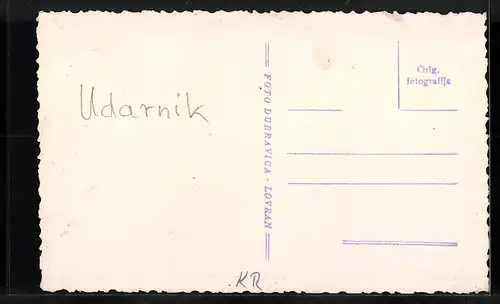 Udarnik
FOTO DUBRAVICA - LOVRAN
Orig.
fotografije
KR